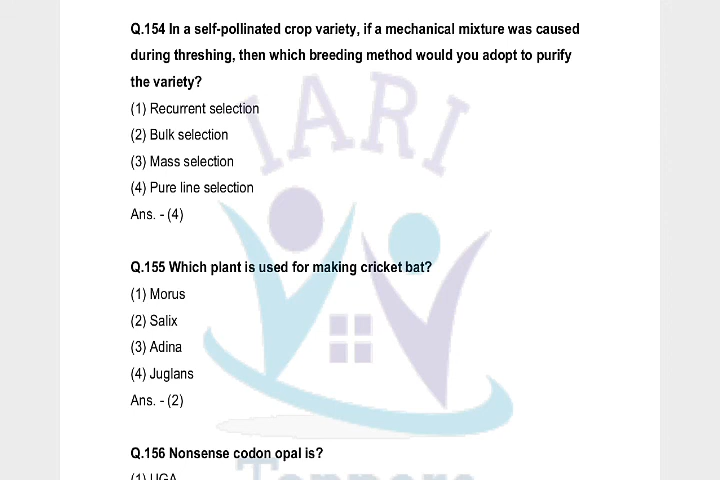 Q.154 In a self-pollinated crop variety, if a mechanical mixture was caused
during threshing, then which breeding method would you adopt to purify
the variety?
(1) Recurrent selection
(2) Bulk selection
(3) Mass selection
(4) Pure line selection
Ans. - (4)
IARI
Q.155 Which plant is used for making cricket bat?
(1) Morus
(2) Salix
(3) Adina
(4) Juglans
Ans. - (2)
Q.156 Nonsense codon opal is?
Toppers
(1) UGA